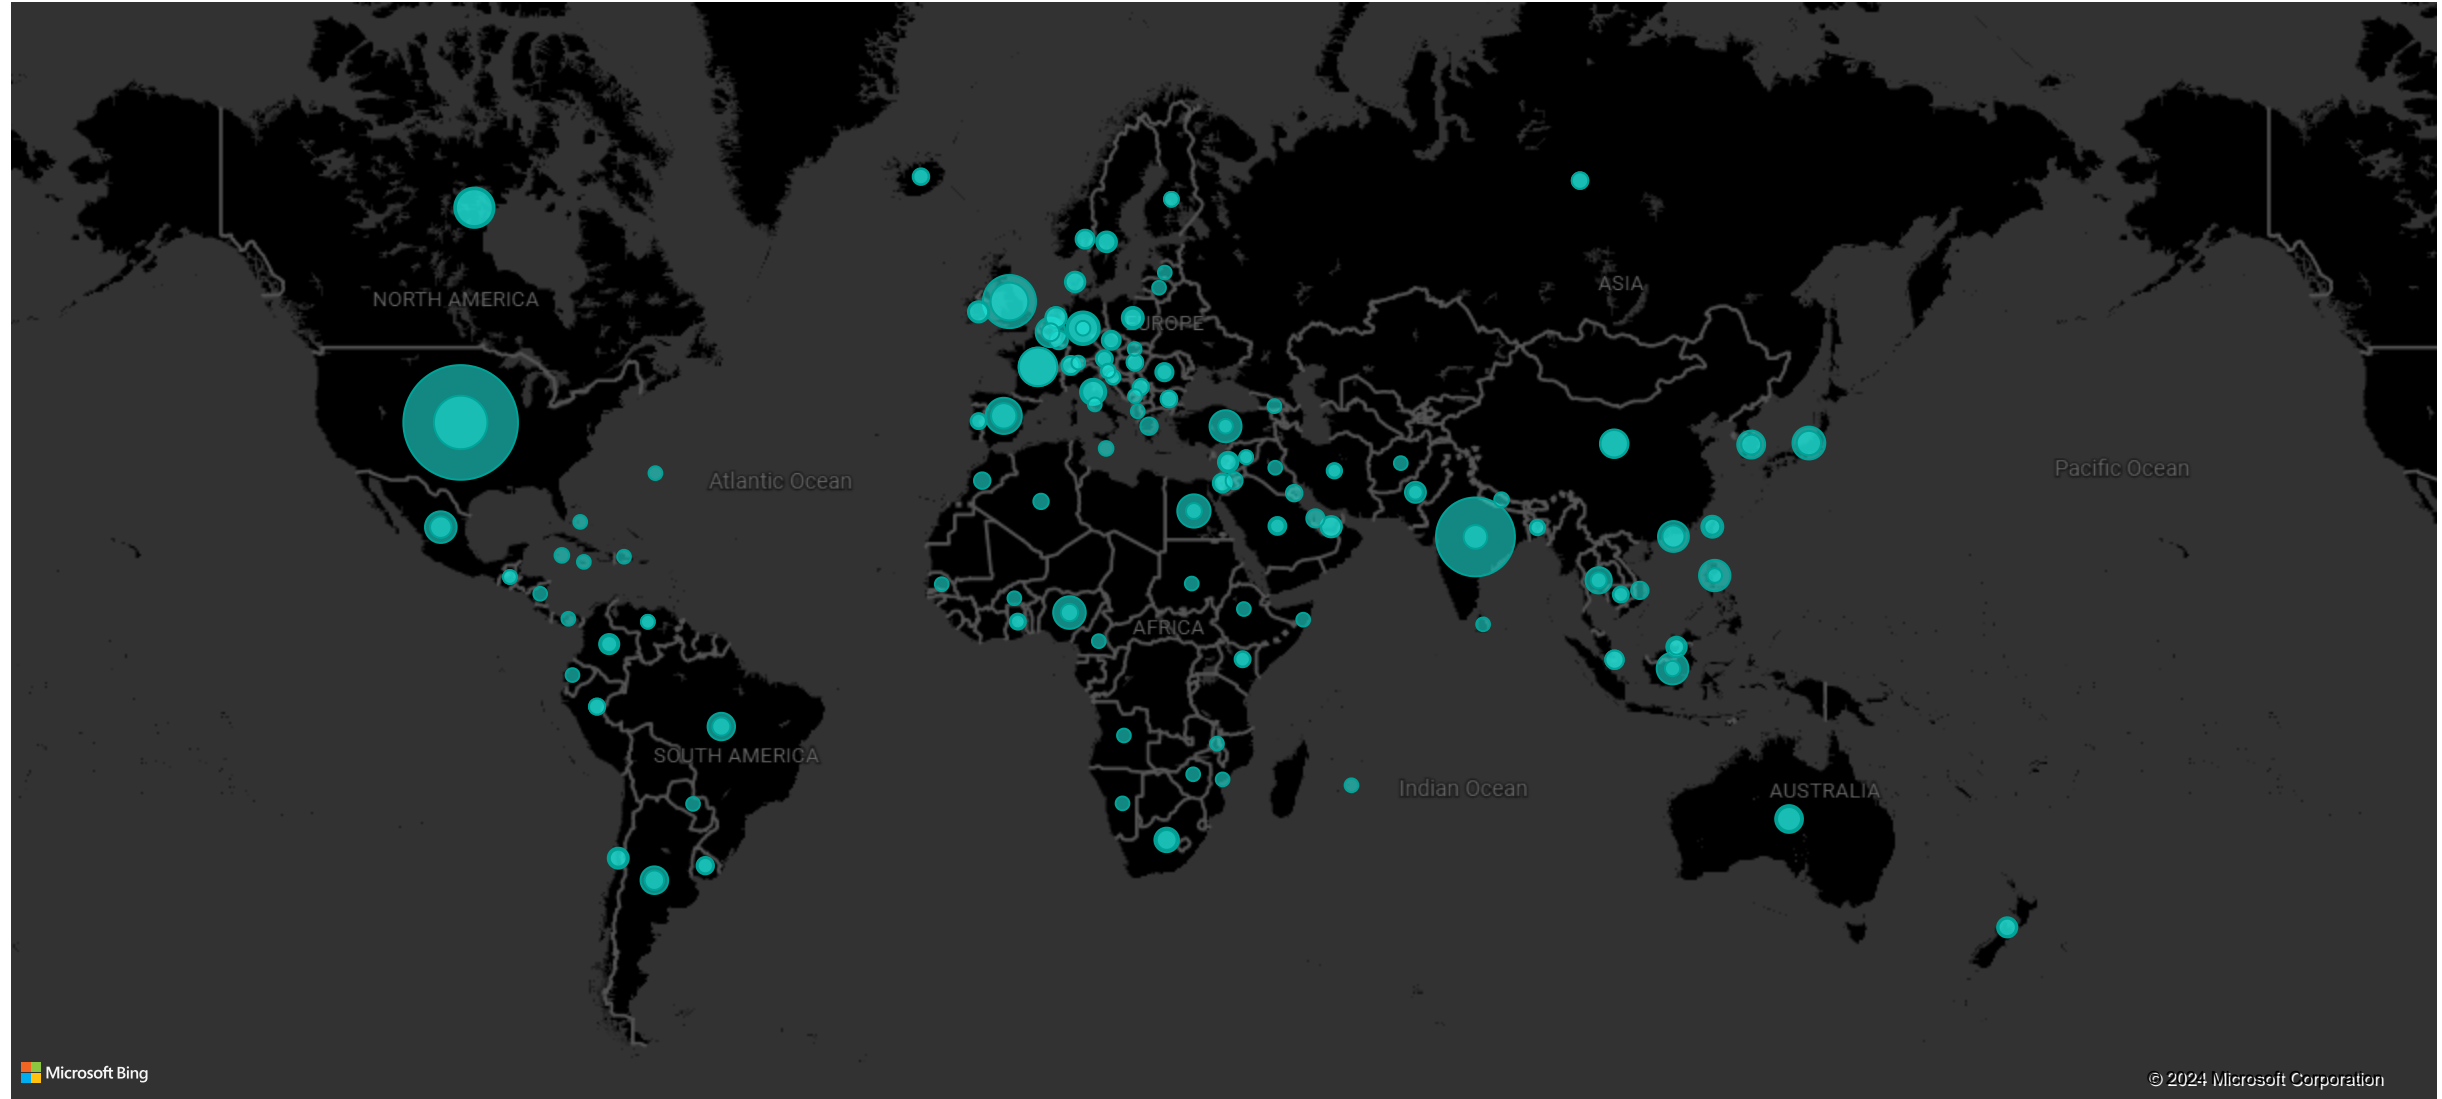 NORTH AMERICA
ASIA
UROPE
Atlantic Ocean
Pacific Ocean
AFRICA
SOUTH AMERICA
Indian Ocean
AUSTRALIA
Microsoft Bing
© 2024 Microsoft Corporation